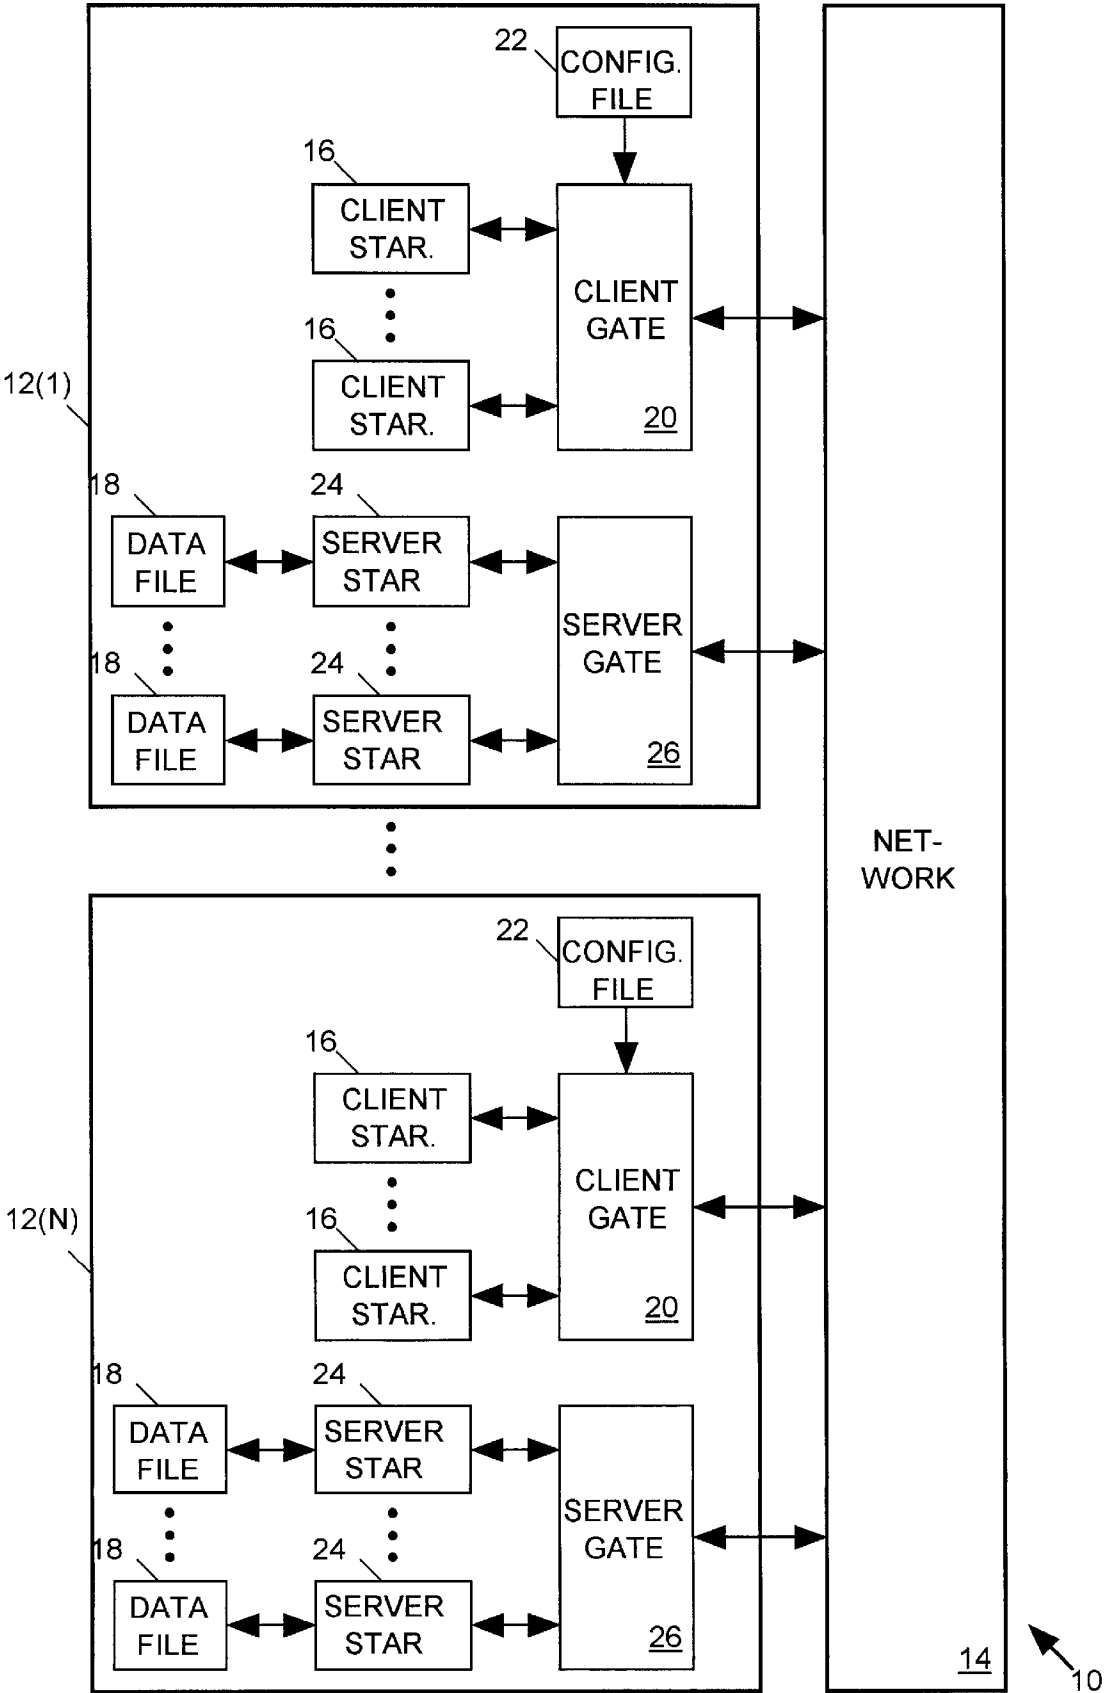 22
CONFIG.
FILE
16
CLIENT
STAR.
CLIENT
GATE
16
CLIENT
STAR.
20
12(1)
18
24
DATA
FILE
SERVER
STAR
SERVER
GATE
18
24
DATA
FILE
SERVER
STAR
26
NET-
WORK
22
CONFIG.
FILE
16
CLIENT
STAR.
CLIENT
GATE
12(N)
16
CLIENT
STAR.
20
18
24
DATA
FILE
SERVER
STAR
SERVER
GATE
18
24
DATA
FILE
SERVER
STAR
26
14
10